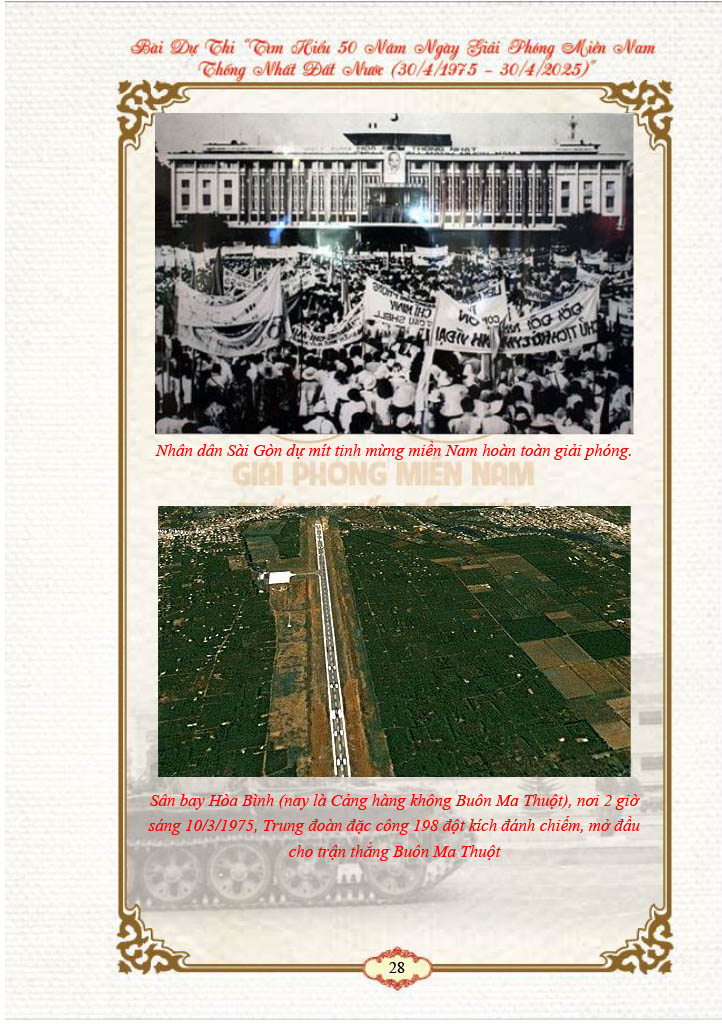 Bài Dự Thi "Tìm Hiểu 50 Năm Ngày Giải Phóng Miền Nam
Thống Nhất Đất Nước (30/4/1975 – 30/4/2025)"
Nhân dân Sài Gòn dự mít tinh mừng miền Nam hoàn toàn giải phóng.
GIẢI PHÓNG MIỀN NAM
Sân bay Hòa Bình (nay là Cảng hàng không Buôn Ma Thuột), nơi 2 giờ
sáng 10/3/1975, Trung đoàn đặc công 198 đột kích đánh chiếm, mở đầu
cho trận thắng Buôn Ma Thuột
28